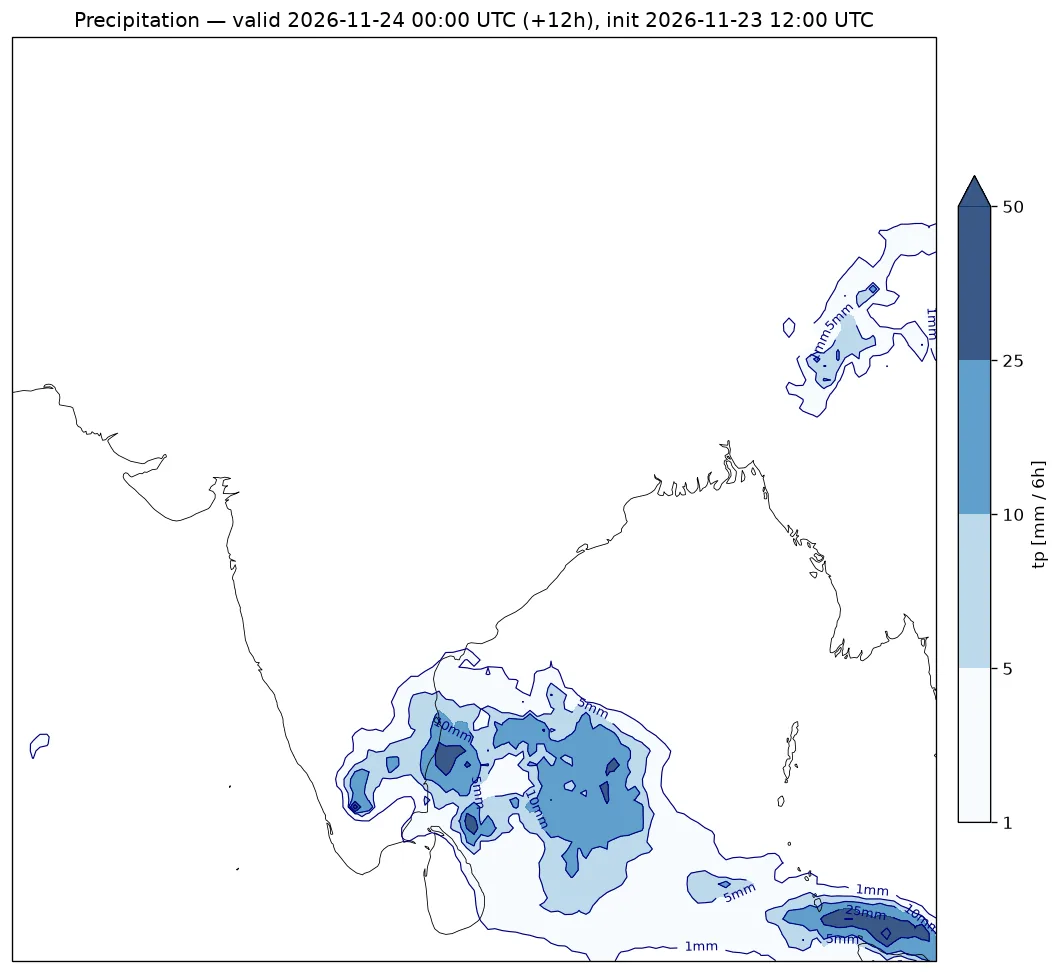 Precipitation — valid 2026-11-24 00:00 UTC (+12h), init 2026-11-23 12:00 UTC
50
1mm
5mm
25
tp [mm / 6h]
10
5
5mm
10mm
5mm
10mm
1
5mm
1mm
10mm
25mm
5mm
1mm